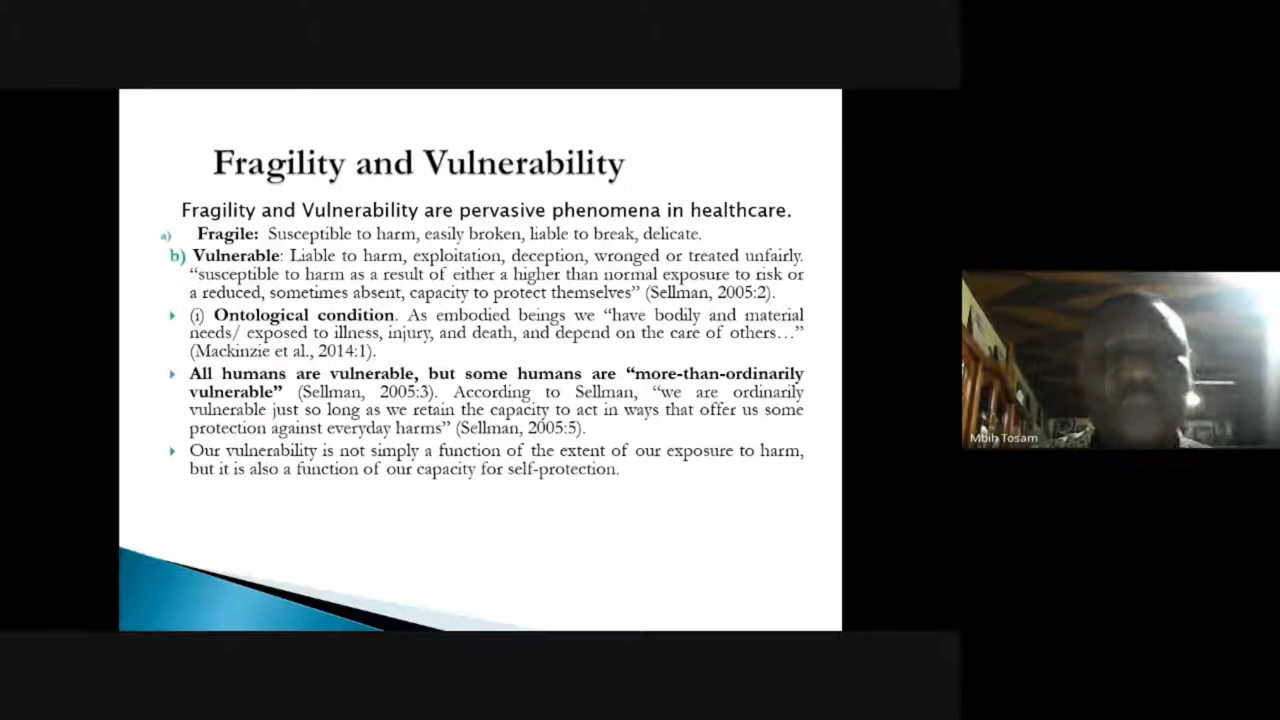 Fragility and Vulnerability
Fragility and Vulnerability are pervasive phenomena in healthcare.
a) Fragile: Susceptible to harm, easily broken, liable to break, delicate.
b) Vulnerable: Liable to harm, exploitation, deception, wronged or treated unfairly.
“susceptible to harm as a result of either a higher than normal exposure to risk or
a reduced, sometimes absent, capacity to protect themselves” (Sellman, 2005:2).
(i) Ontological condition. As embodied beings we “have bodily and material
needs/ exposed to illness, injury, and death, and depend on the care of others…”
(Mackinzie et al., 2014:1).
All humans are vulnerable, but some humans are “more-than-ordinarily
vulnerable” (Sellman, 2005:3). According to Sellman, “we are ordinarily
vulnerable just so long as we retain the capacity to act in ways that offer us some
protection against everyday harms” (Sellman, 2005:5).
Our vulnerability is not simply a function of the extent of our exposure to harm,
but it is also a function of our capacity for self-protection.
Mbih Tosam